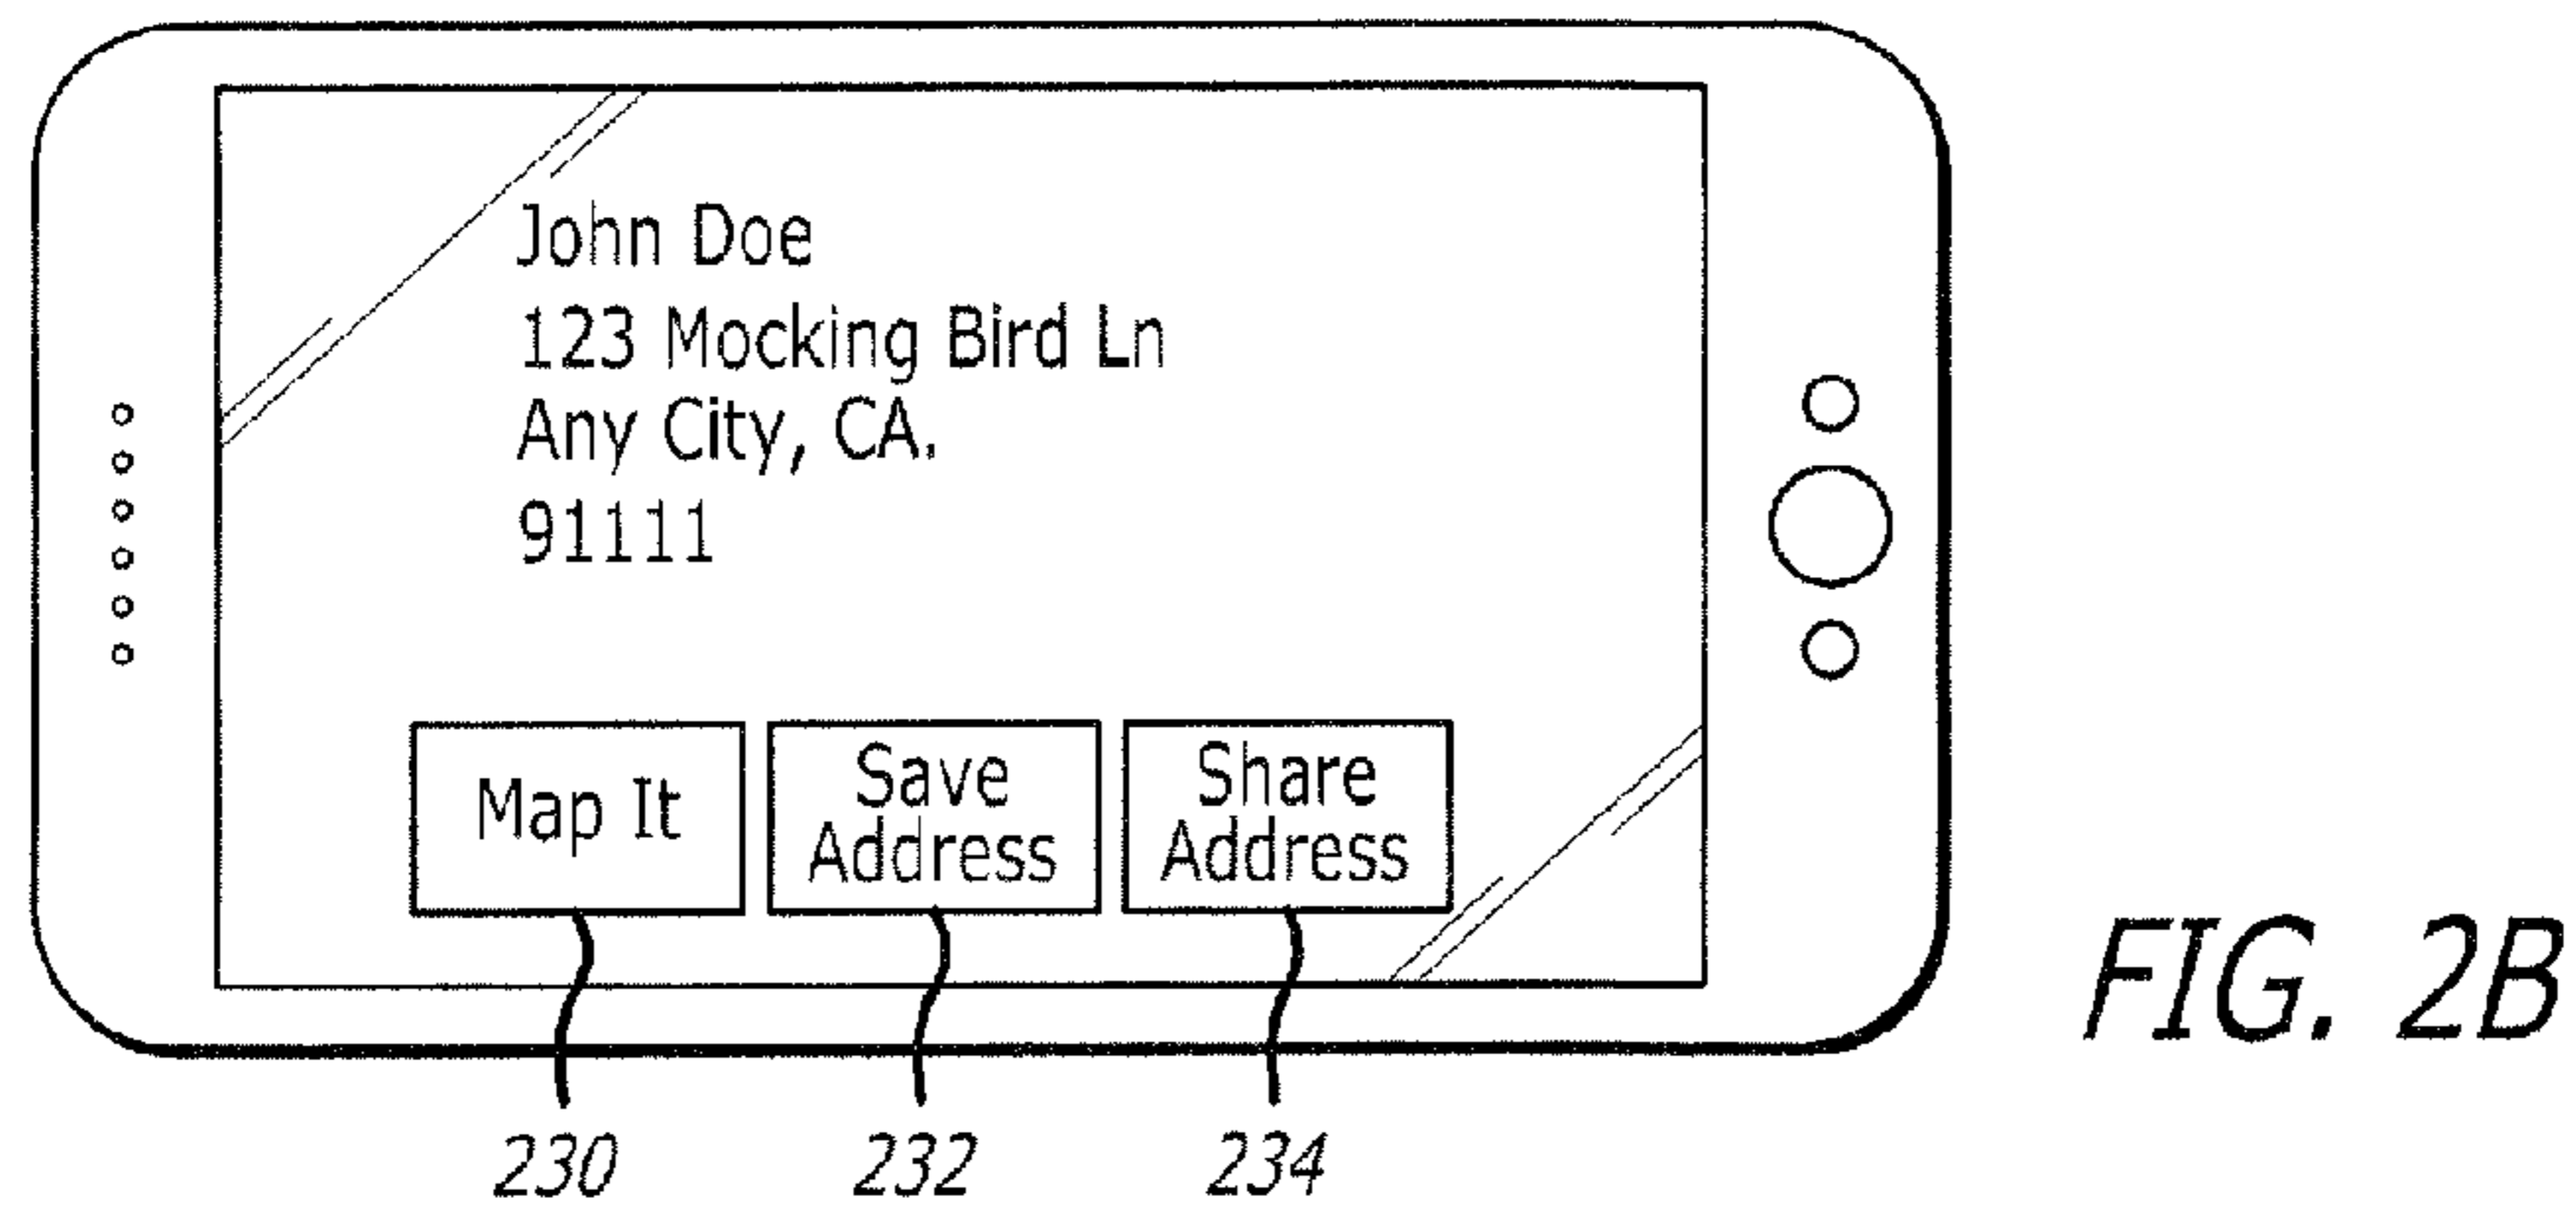 John Doe
123 Mocking Bird Ln
Any City, CA.
91111
Map It
Save
Address
Share
Address
230
232
234
FIG. 2B